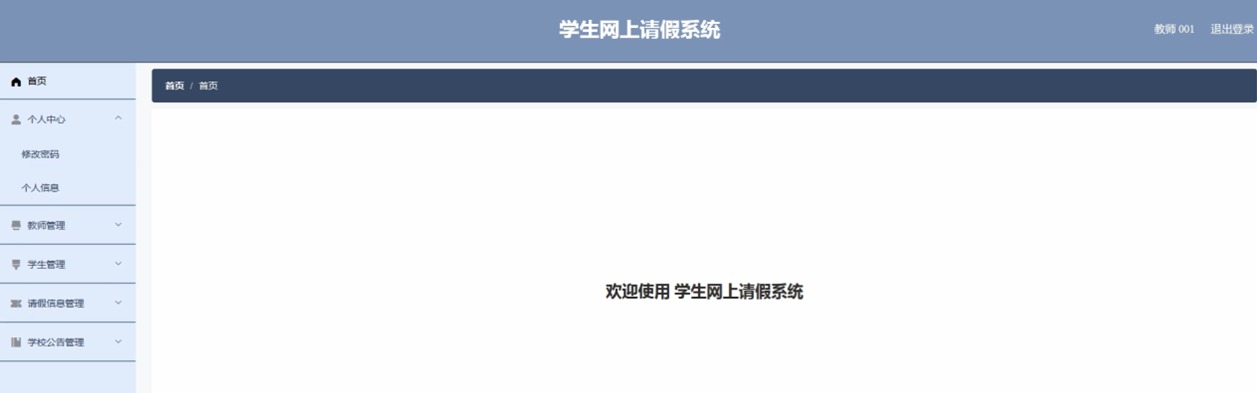 学生网上请假系统
教师 001 退出登录
首页
首页 / 首页
个人中心
修改密码
个人信息
教师管理
学生管理
请假信息管理
学校公告管理
欢迎使用 学生网上请假系统